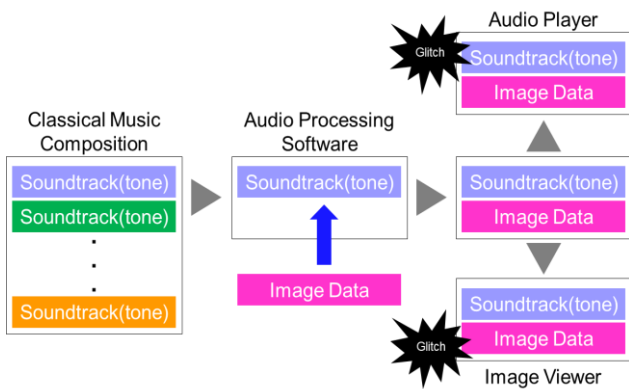 Classical Music
Composition
Soundtrack(tone)
Soundtrack(tone)
Soundtrack(tone)
Audio Processing
Software
Soundtrack(tone)
Image Data
Audio Player
Glitch
Soundtrack(tone)
Image Data
Soundtrack(tone)
Image Data
Soundtrack(tone)
Image Data
Glitch
Image Viewer